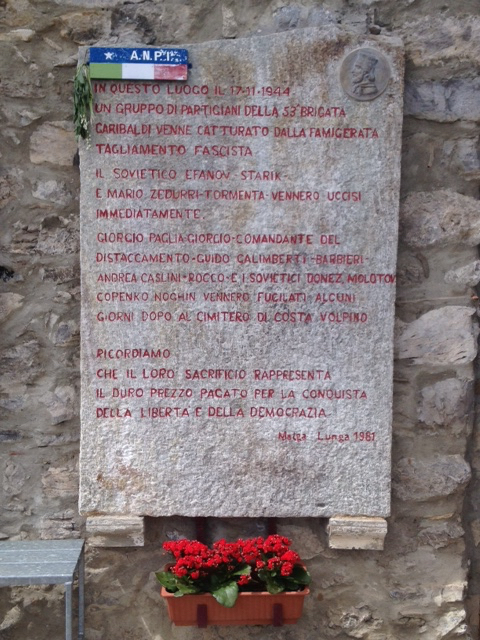 A.N.P.I.
IN QUESTO LUOGO IL 17-11-1944
UN GRUPPO DI PARTIGIANI DELLA 53ª BRIGATA
GARIBALDI VENNE CATTURATO DALLA FAMIGERATA
TAGLIAMENTO FASCISTA
IL SOVIETICO EFANOV STARIK-
E MARIO ZEDURRI-TORMENTA-VENNERO UCCISI
IMMEDIATAMENTE.
GIORGIO PAGLIA-GIORGIO-COMANDANTE DEL
DISTACCAMENTO-GUIDO GALIMBERTI-BARBIERI-
ANDREA CASLINI-ROCCO-E I SOVIETICI DONEZ MOLOTOV
COPENKO NOGHIN VENNERO FUCILATI ALCUNI
GIORNI DOPO AL CIMITERO DI COSTA VOLPINO
RICORDIAMO
CHE IL LORO SACRIFICIO RAPPRESENTA
IL DURO PREZZO PAGATO PER LA CONQUISTA
DELLA LIBERTA E DELLA DEMOCRAZIA
Malga Lunga 1981